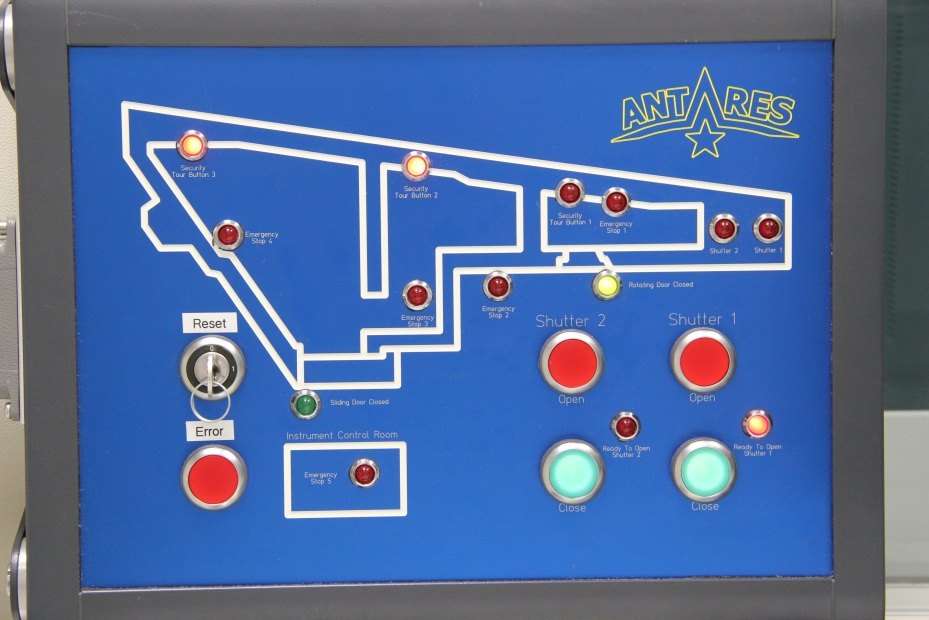 ANTARES
Security
Tour Button 3
Security
Tour Button 2
Security
Tour Button 1
Emergency
Stop 1
Emergency
Stop 4
Shutter 2
Shutter 1
Rotating Door Closed
Emergency
Stop 3
Emergency
Stop 2
Reset
0
Shutter 2
Shutter 1
Open
Open
Sliding Door Closed
Error
Instrument Control Room
Emergency
Stop 5
Ready To Open
Shutter 2
Ready To Open
Shutter 1
Close
Close